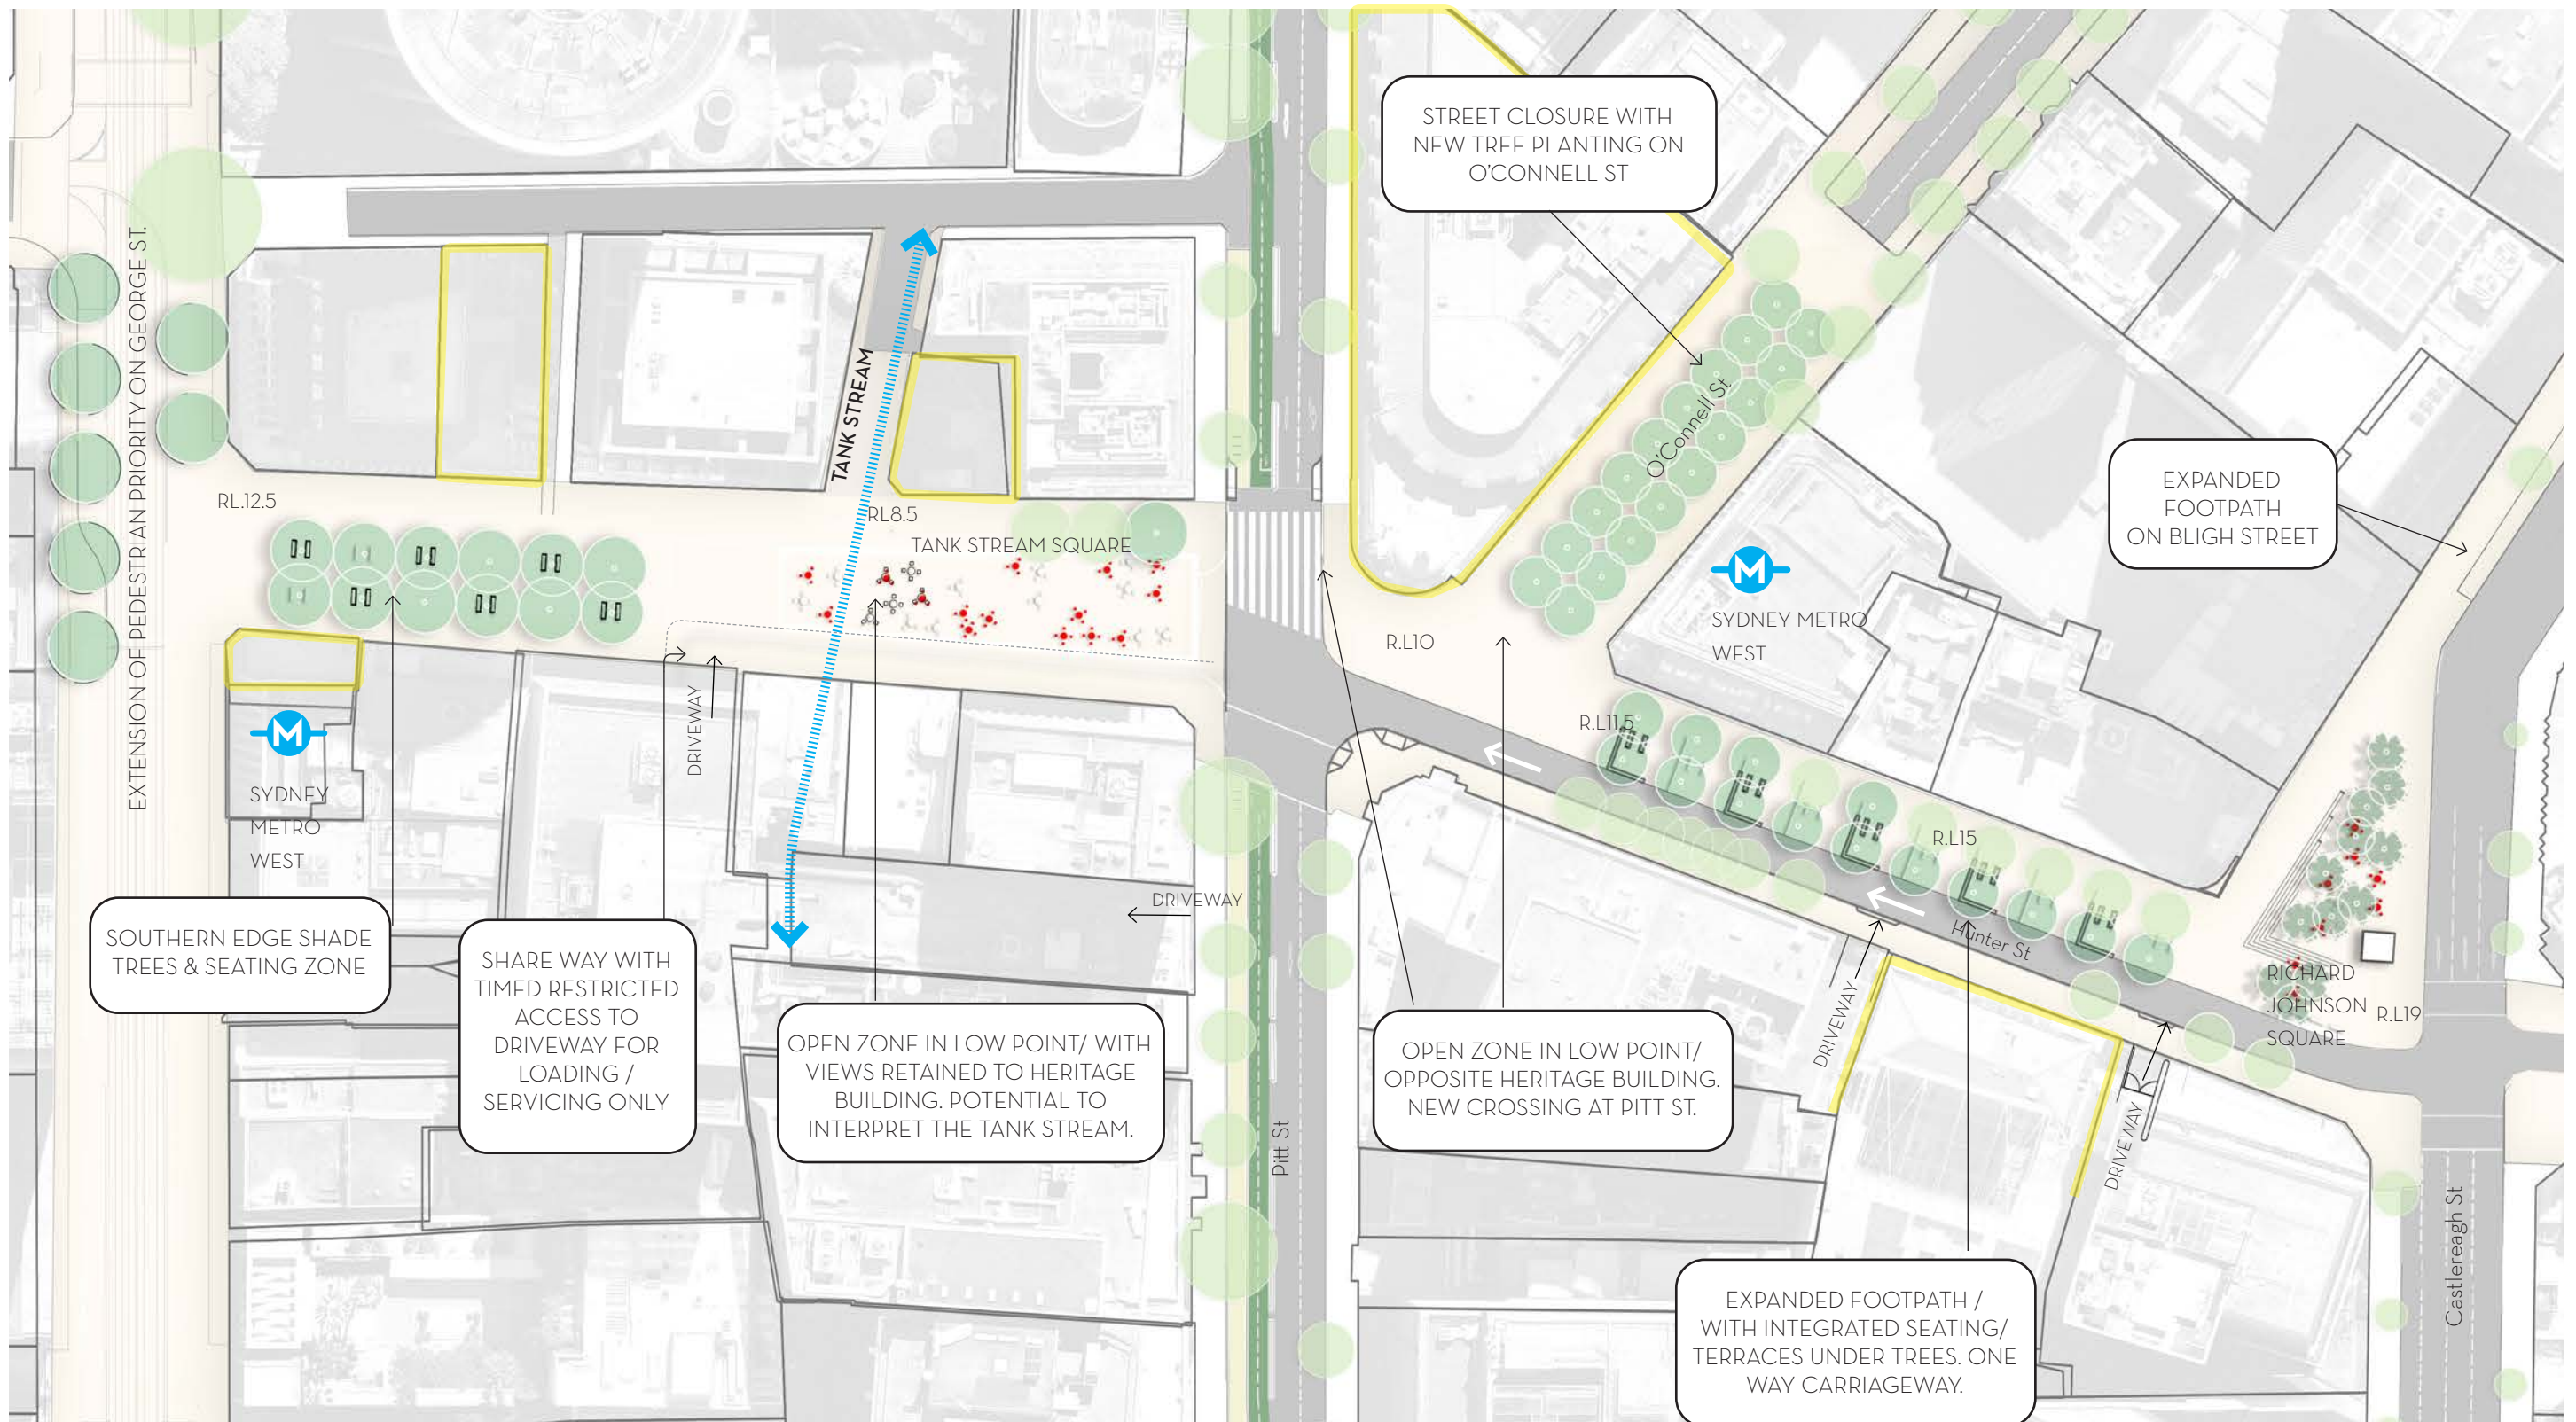 STREET CLOSURE WITH
NEW TREE PLANTING ON
O'CONNELL ST
EXTENSION OF PEDESTRIAN PRIORITY ON GEORGE ST.
TANK STREAM
O'Connell St
EXPANDED
FOOTPATH
ON BLIGH STREET
RL.12.5
RL8.5
TANK STREAM SQUARE
M
SYDNEY METRO
WEST
R.L10
R.L11.5
DRIVEWAY
M
SYDNEY
METRO
WEST
R.L15
DRIVEWAY
Hunter St
RICHARD
JOHNSON
SQUARE
R.L19
SOUTHERN EDGE SHADE
TREES & SEATING ZONE
SHARE WAY WITH
TIMED RESTRICTED
ACCESS TO
DRIVEWAY FOR
LOADING /
SERVICING ONLY
OPEN ZONE IN LOW POINT/ WITH
VIEWS RETAINED TO HERITAGE
BUILDING. POTENTIAL TO
INTERPRET THE TANK STREAM.
OPEN ZONE IN LOW POINT/
OPPOSITE HERITAGE BUILDING.
NEW CROSSING AT PITT ST.
DRIVEWAY
DRIVEWAY
Pitt St
Castlereagh St
EXPANDED FOOTPATH /
WITH INTEGRATED SEATING/
TERRACES UNDER TREES. ONE
WAY CARRIAGEWAY.